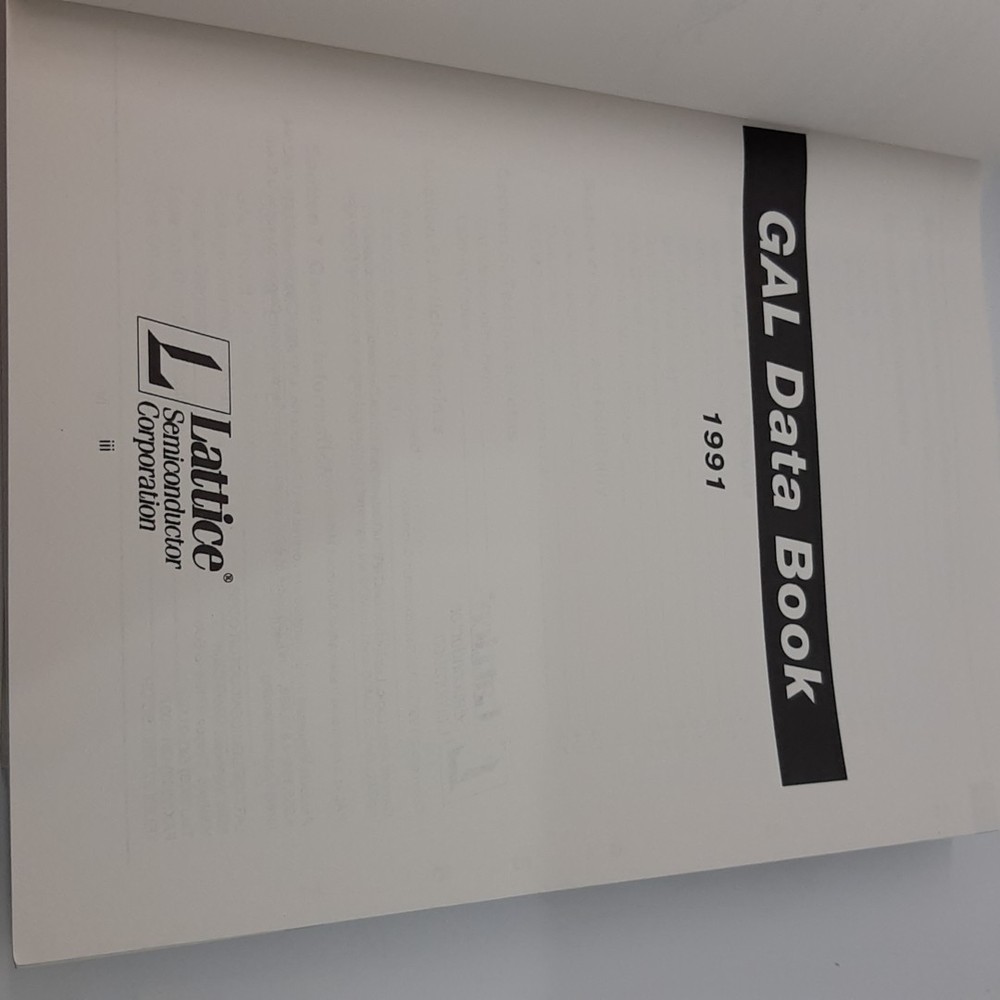 GAL Data Book
1991
L
Lattice®
Semiconductor
Corporation
iii